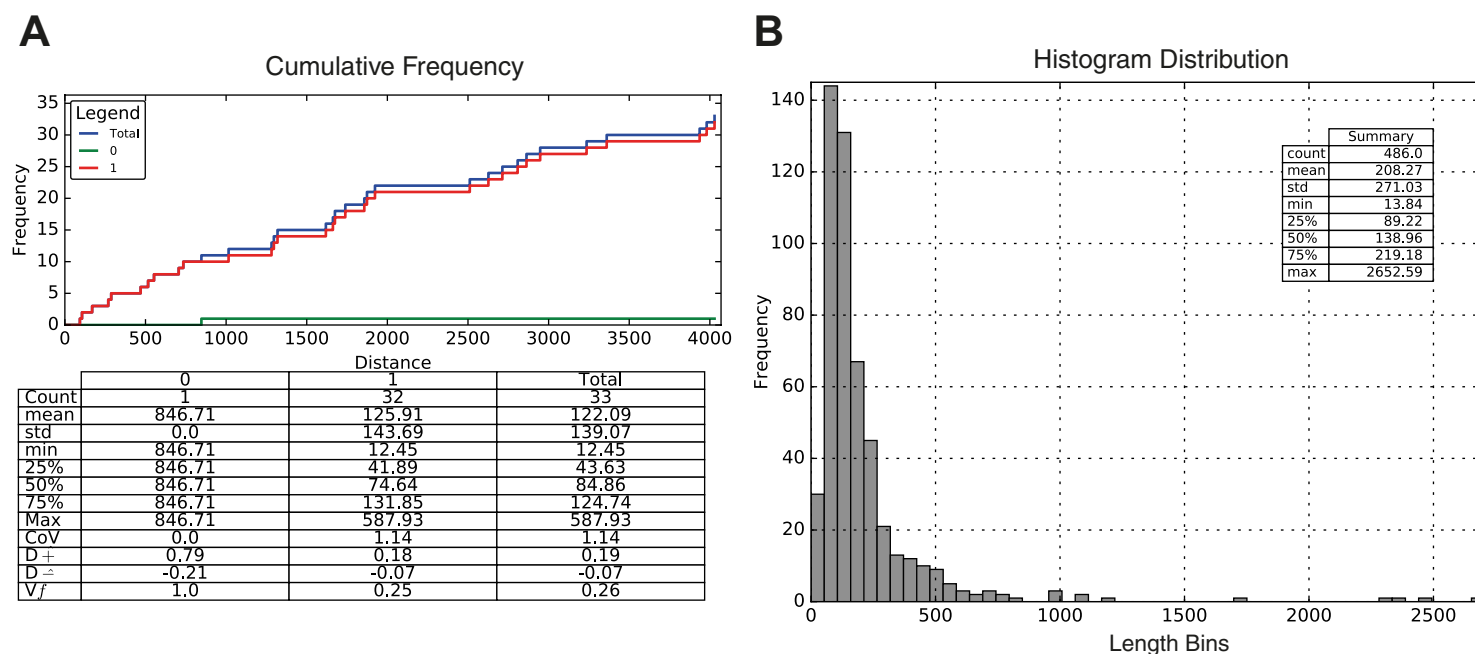 A
Cumulative Frequency
Legend
Total
0
1
Frequency
35
30
25
20
15
10
5
0
0 500 1000 1500 2000 2500 3000 3500 4000
Distance
0 1 Total
Count 1 32 33
mean 846.71 125.91 122.09
std 0.0 143.69 139.07
min 846.71 12.45 12.45
25% 846.71 41.89 43.63
50% 846.71 74.64 84.86
75% 846.71 131.85 124.74
Max 846.71 587.93 587.93
CoV 0.0 1.14 1.14
D̂+ 0.79 0.18 0.19
D̂− -0.21 -0.07 -0.07
Vf 1.0 0.25 0.26
B
Histogram Distribution
Frequency
140
120
100
80
60
40
20
0
0 500 1000 1500 2000 2500
Length Bins
Summary
count 486.0
mean 208.27
std 271.03
min 13.84
25% 89.22
50% 138.96
75% 219.18
max 2652.59